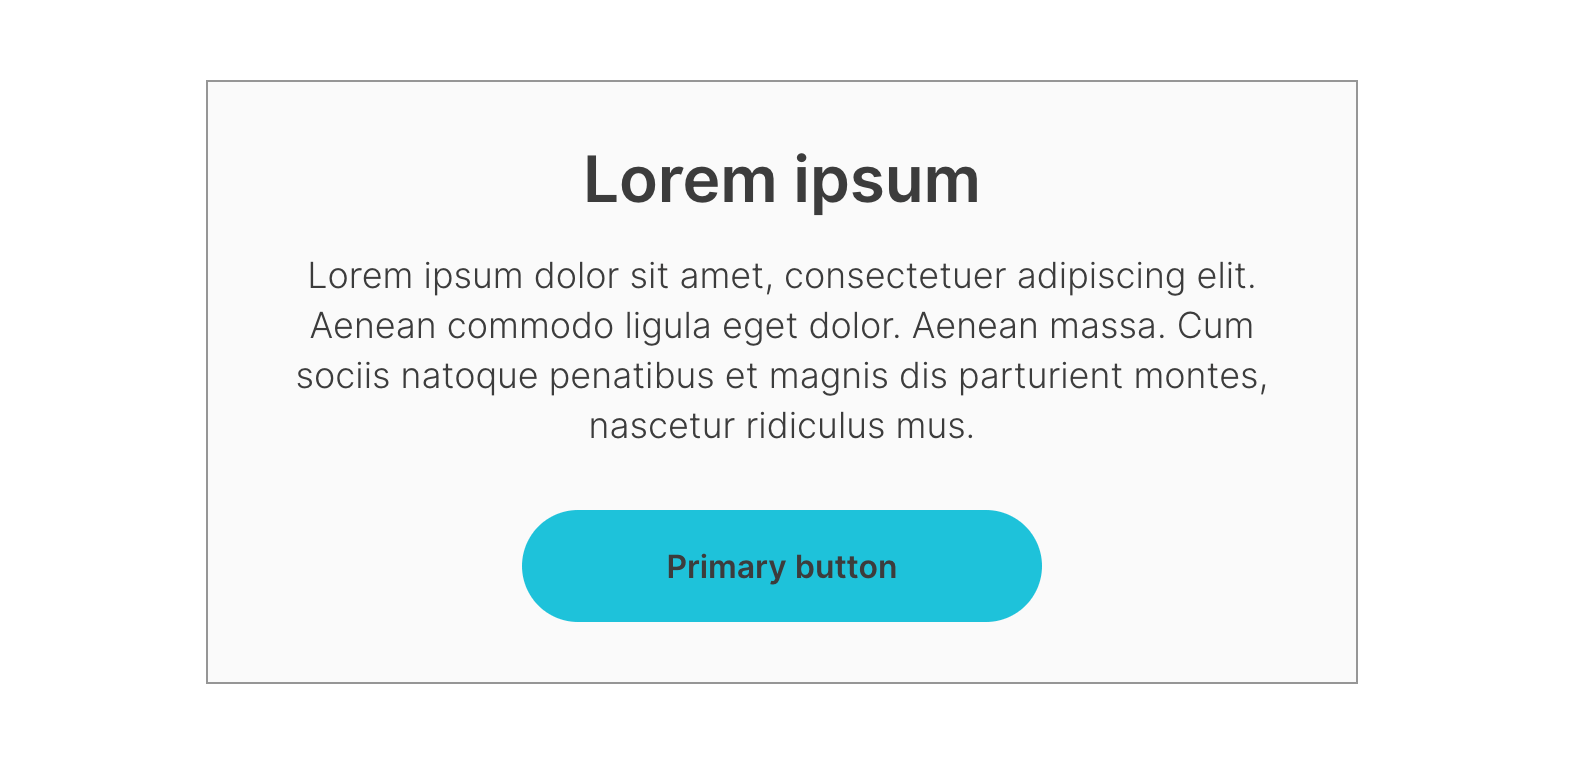 Lorem ipsum
Lorem ipsum dolor sit amet, consectetuer adipiscing elit.
Aenean commodo ligula eget dolor. Aenean massa. Cum
sociis natoque penatibus et magnis dis parturient montes,
nascetur ridiculus mus.
Primary button